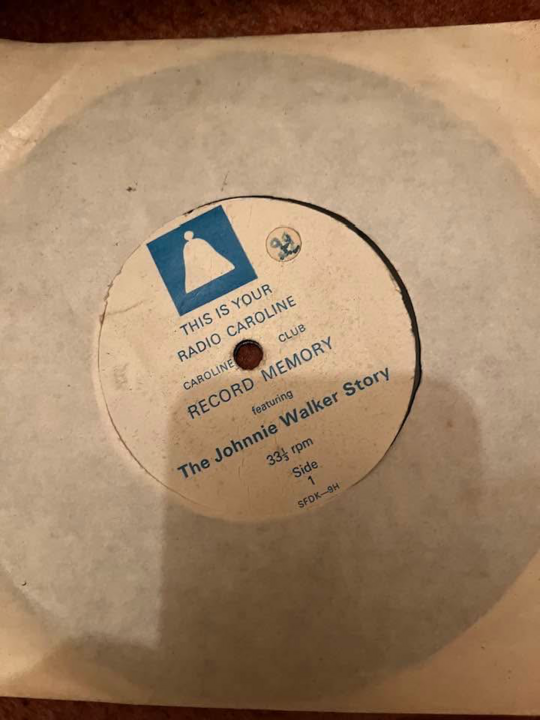 THIS IS YOUR
RADIO CAROLINE
CAROLINE CLUB
RECORD MEMORY
featuring
The Johnnie Walker Story
33⅓ rpm
Side
1
SFDK—9H